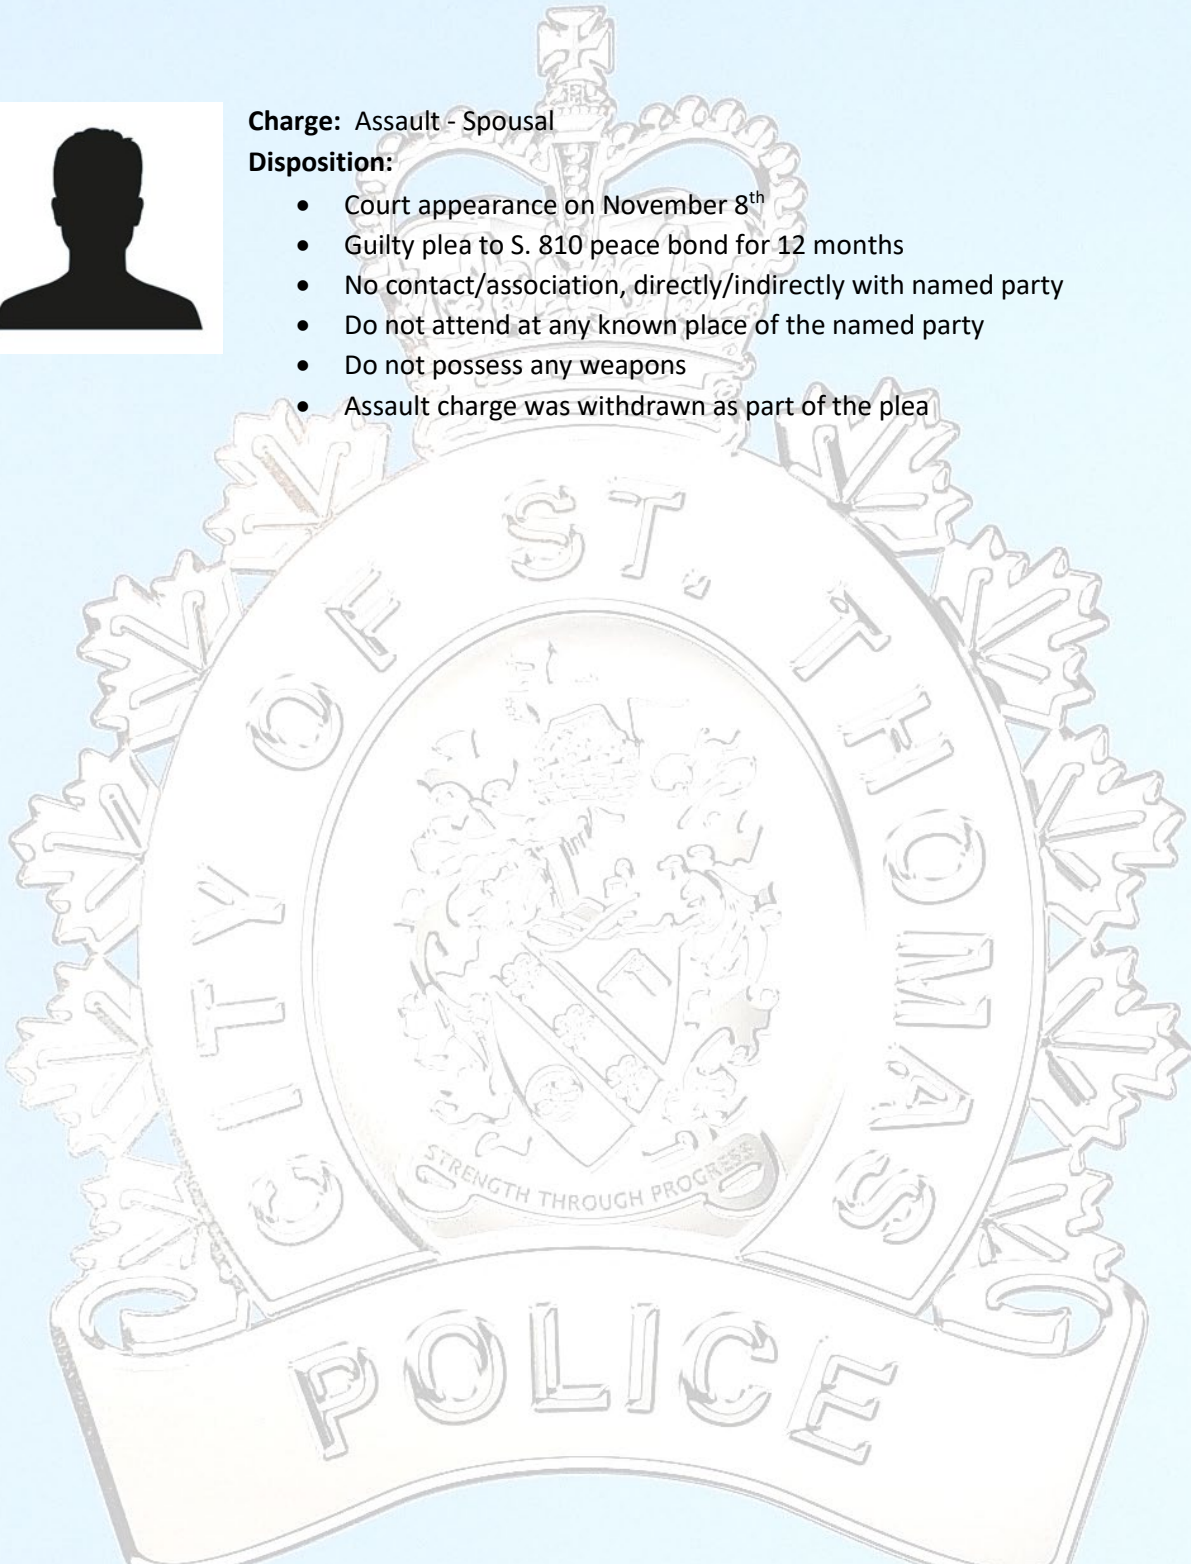 Charge: Assault - Spousal
Disposition:
• Court appearance on November 8th
• Guilty plea to S. 810 peace bond for 12 months
• No contact/association, directly/indirectly with named party
• Do not attend at any known place of the named party
• Do not possess any weapons
• Assault charge was withdrawn as part of the plea
CITY OF ST. THOMAS
STRENGTH THROUGH PROGRESS
POLICE